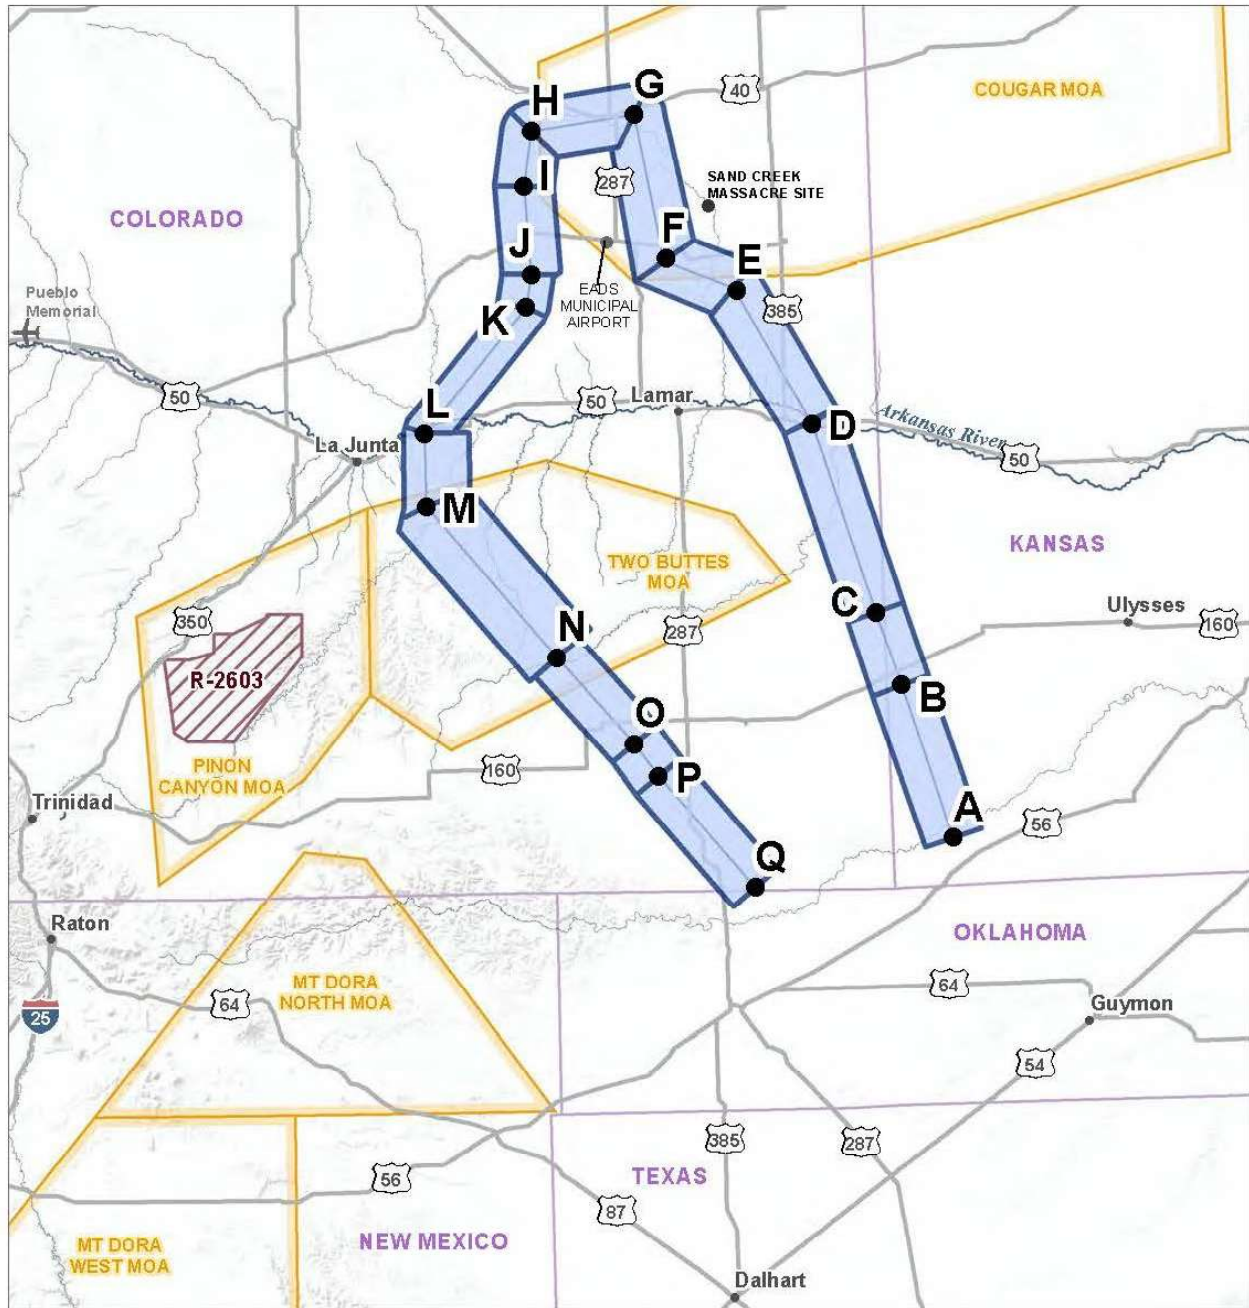 G
H
40
COUGAR MOA
I
287
SAND CREEK
MASSACRE SITE
COLORADO
F
J
E
Pueblo
Memorial
EADS
MUNICIPAL
AIRPORT
385
K
50
L
50
Lamar
Arkansas River
D
La Junta
50
M
KANSAS
TWO BUTTES
MOA
C
Ulysses
350
N
287
160
R-2603
B
O
PINON
CANYON MOA
160
P
Trinidad
A
56
Q
Raton
OKLAHOMA
MT DORA
NORTH MOA
64
64
Guymon
25
54
385
287
56
TEXAS
87
MT DORA
WEST MOA
NEW MEXICO
Dalhart